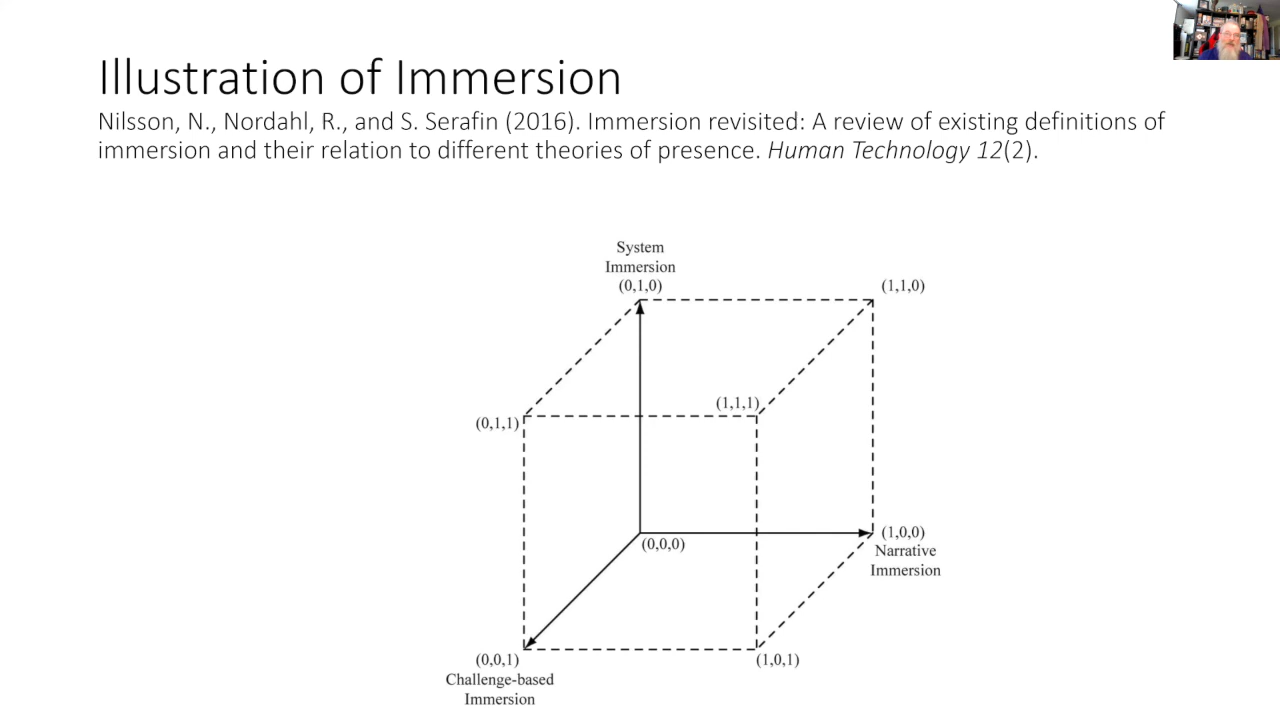 Illustration of Immersion
Nilsson, N., Nordahl, R., and S. Serafin (2016). Immersion revisited: A review of existing definitions of
immersion and their relation to different theories of presence. Human Technology 12(2).
System
Immersion
(0,1,0)
(1,1,0)
(1,1,1)
(0,1,1)
(1,0,0)
(0,0,0)
Narrative
Immersion
(0,0,1)
(1,0,1)
Challenge-based
Immersion